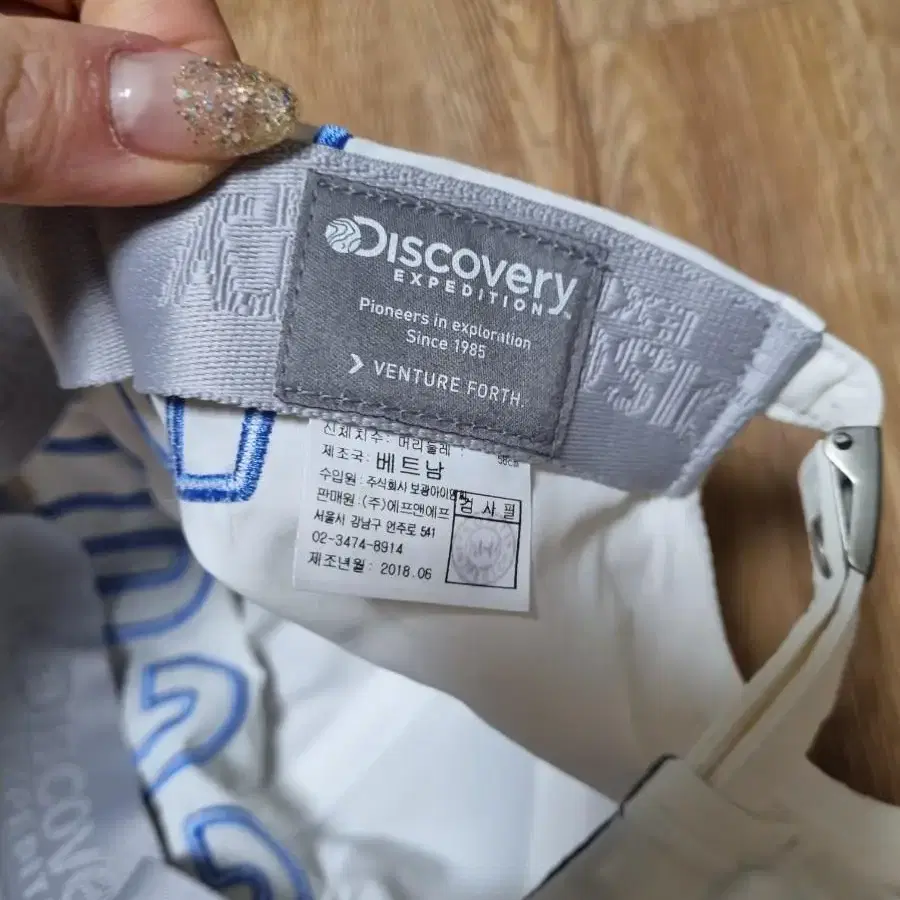 Discovery
EXPEDITION™
Pioneers in exploration
Since 1985
VENTURE FORTH.
신체치수: 머리둘레 : 58cm
제조국: 베트남
수입원: 주식회사 보광아이엔티
판매원: (주)에프앤에프
서울시 강남구 언주로 541
02-3474-8914
제조년월: 2018.06
검사필